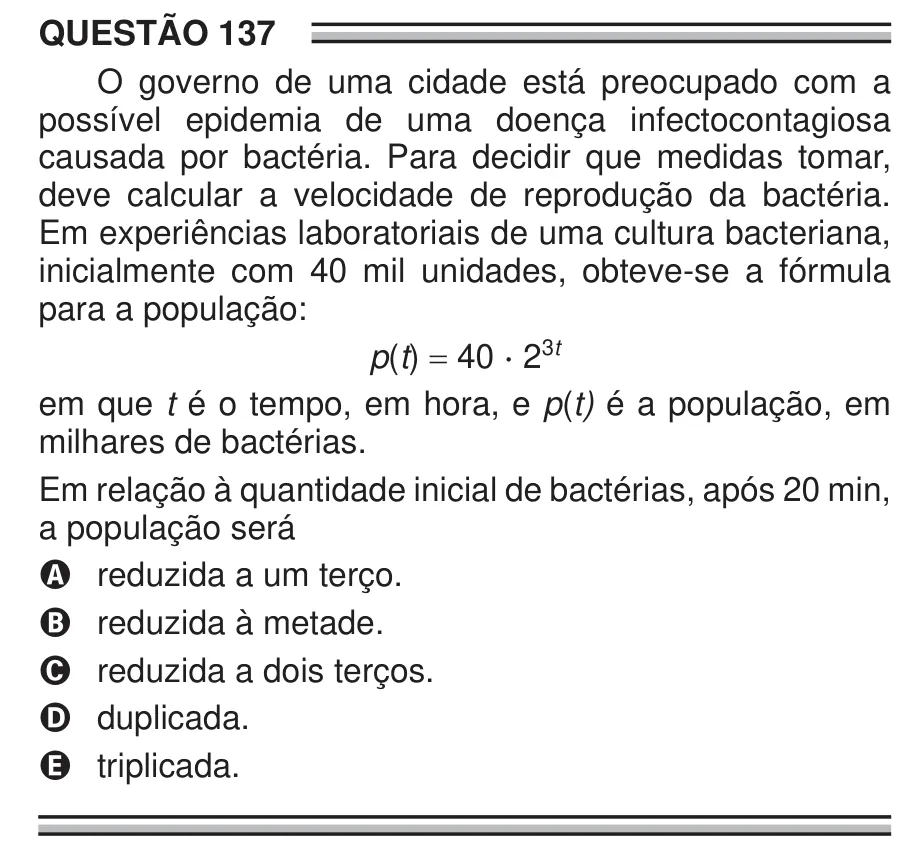 QUESTÃO 137
O governo de uma cidade está preocupado com a
possível epidemia de uma doença infectocontagiosa
causada por bactéria. Para decidir que medidas tomar,
deve calcular a velocidade de reprodução da bactéria.
Em experiências laboratoriais de uma cultura bacteriana,
inicialmente com 40 mil unidades, obteve-se a fórmula
para a população:
p(t) = 40 · 2^{3t}
em que t é o tempo, em hora, e p(t) é a população, em
milhares de bactérias.
Em relação à quantidade inicial de bactérias, após 20 min,
a população será
A reduzida a um terço.
B reduzida à metade.
C reduzida a dois terços.
D duplicada.
E triplicada.